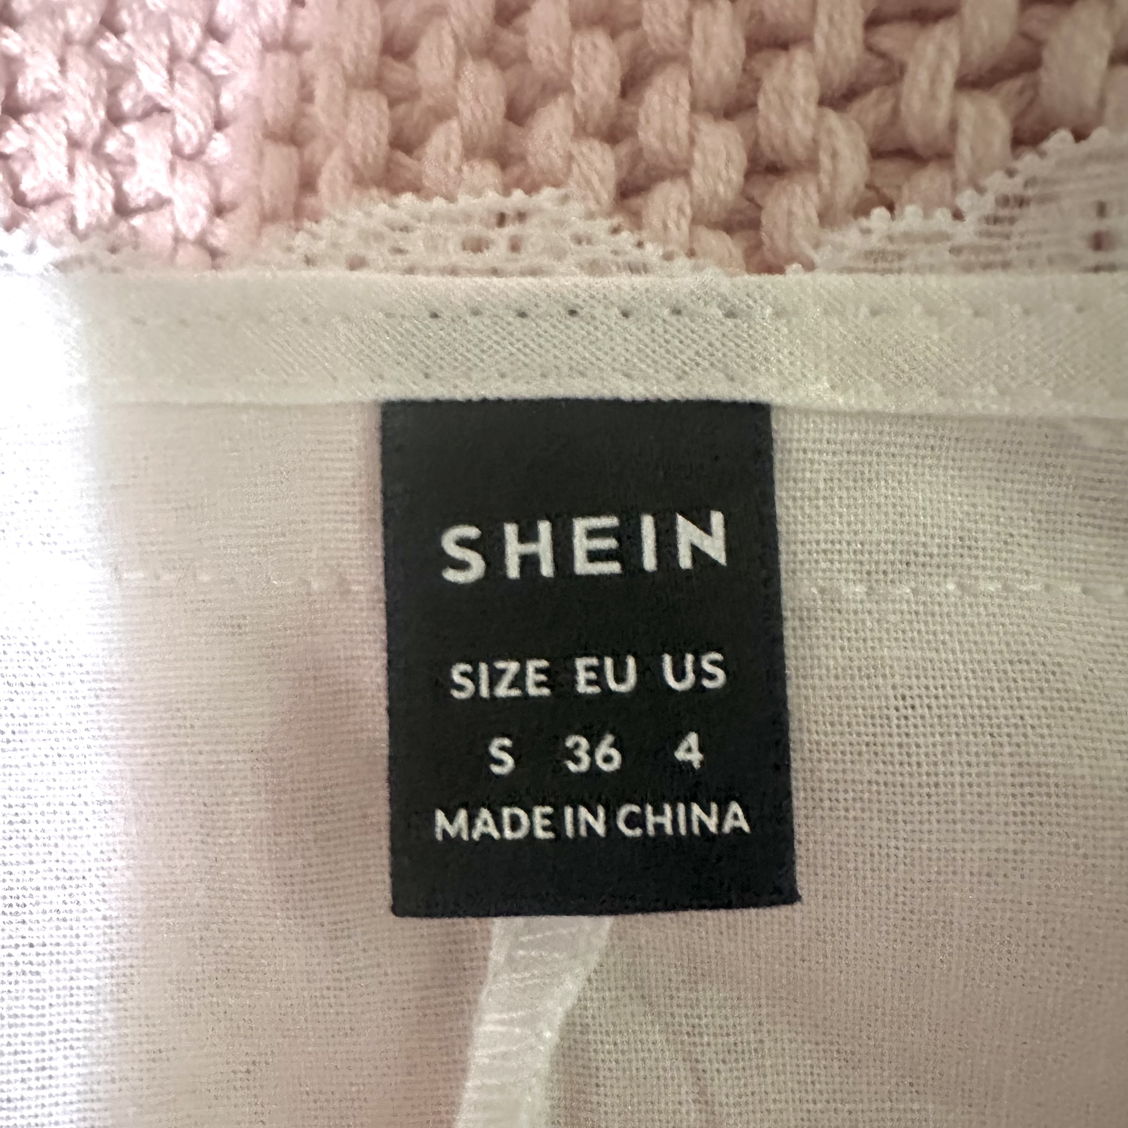 SHEIN
SIZE EU US
S 36 4
MADE IN CHINA